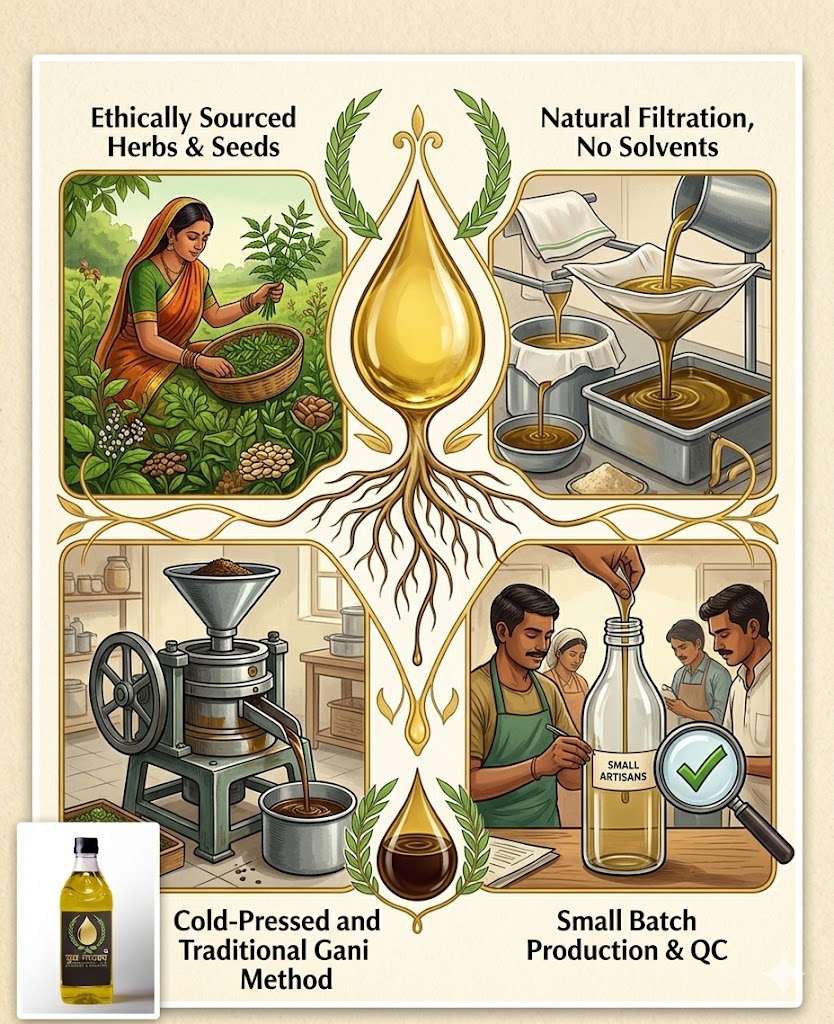 Ethically Sourced
Herbs & Seeds
Natural Filtration,
No Solvents
SMALL
ARTISANS
Cold-Pressed and
Traditional Gani
Method
Small Batch
Production & QC